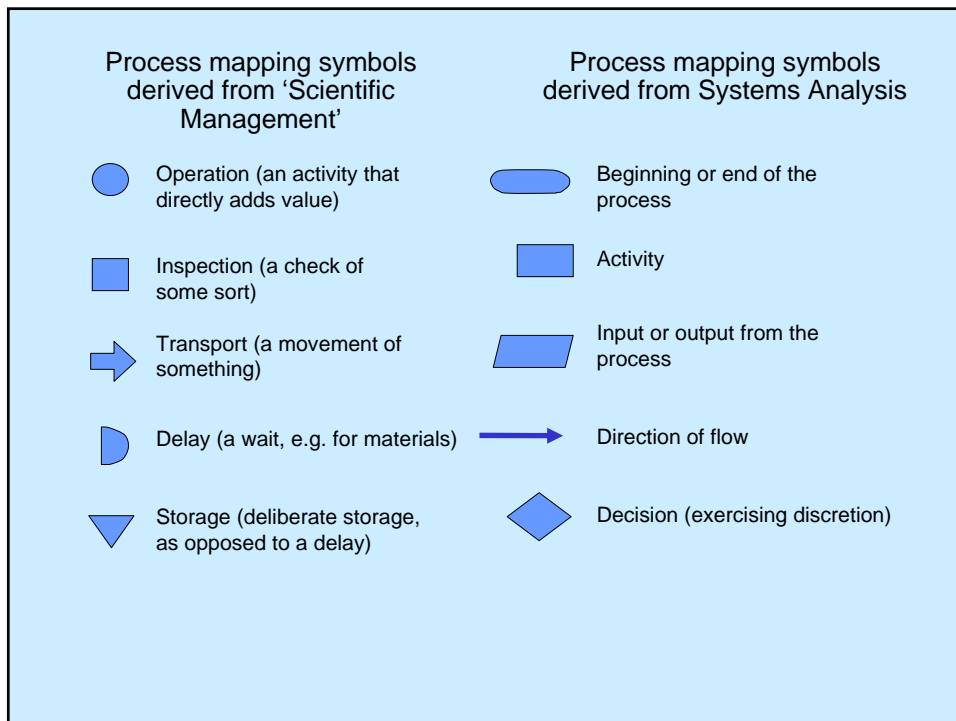 Process mapping symbols
derived from ‘Scientific
Management’
Operation (an activity that
directly adds value)
Inspection (a check of
some sort)
Transport (a movement of
something)
Delay (a wait, e.g. for materials)
Storage (deliberate storage,
as opposed to a delay)
Process mapping symbols
derived from Systems Analysis
Beginning or end of the
process
Activity
Input or output from the
process
Direction of flow
Decision (exercising discretion)